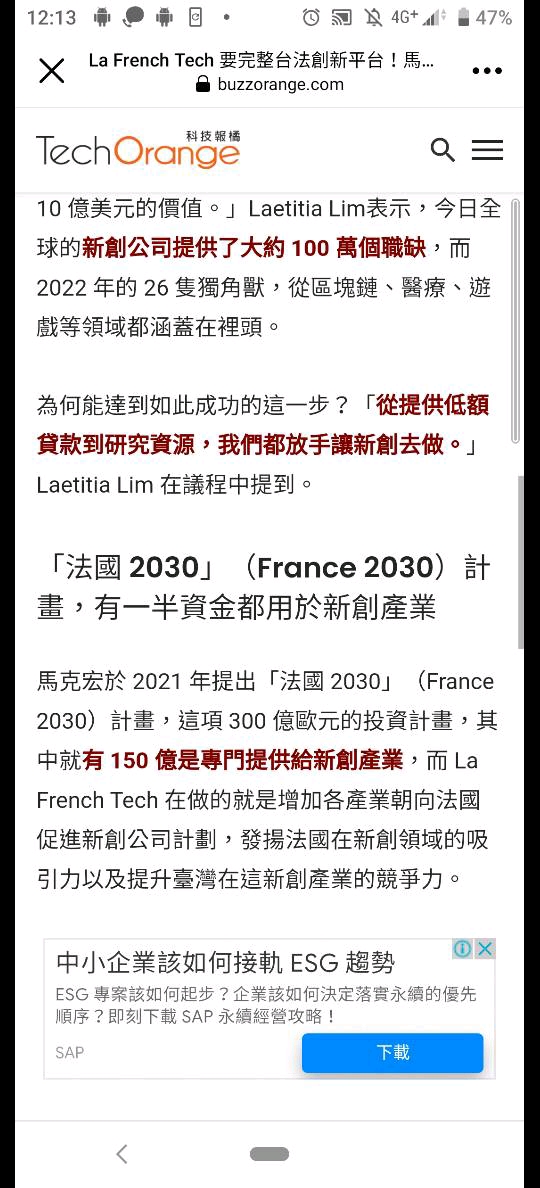 12:13
4G+
47%
La French Tech 要完整台法創新平台！馬...
buzzorange.com
科技報橘
TechOrange
10 億美元的價值。」Laetitia Lim表示，今日全
球的新創公司提供了大約 100 萬個職缺，而
2022 年的 26 隻獨角獸，從區塊鏈、醫療、遊
戲等領域都涵蓋在裡頭。
為何能達到如此成功的這一步？「從提供低額
貸款到研究資源，我們都放手讓新創去做。」
Laetitia Lim 在議程中提到。
「法國 2030」（France 2030）計
畫，有一半資金都用於新創產業
馬克宏於 2021 年提出「法國 2030」（France
2030）計畫，這項 300 億歐元的投資計畫，其
中就有 150 億是專門提供給新創產業，而 La
French Tech 在做的就是增加各產業朝向法國
促進新創公司計劃，發揚法國在新創領域的吸
引力以及提升臺灣在這新創產業的競爭力。
中小企業該如何接軌 ESG 趨勢
ESG 專案該如何起步？企業該如何決定落實永續的優先
順序？即刻下載 SAP 永續經營攻略！
SAP
下載